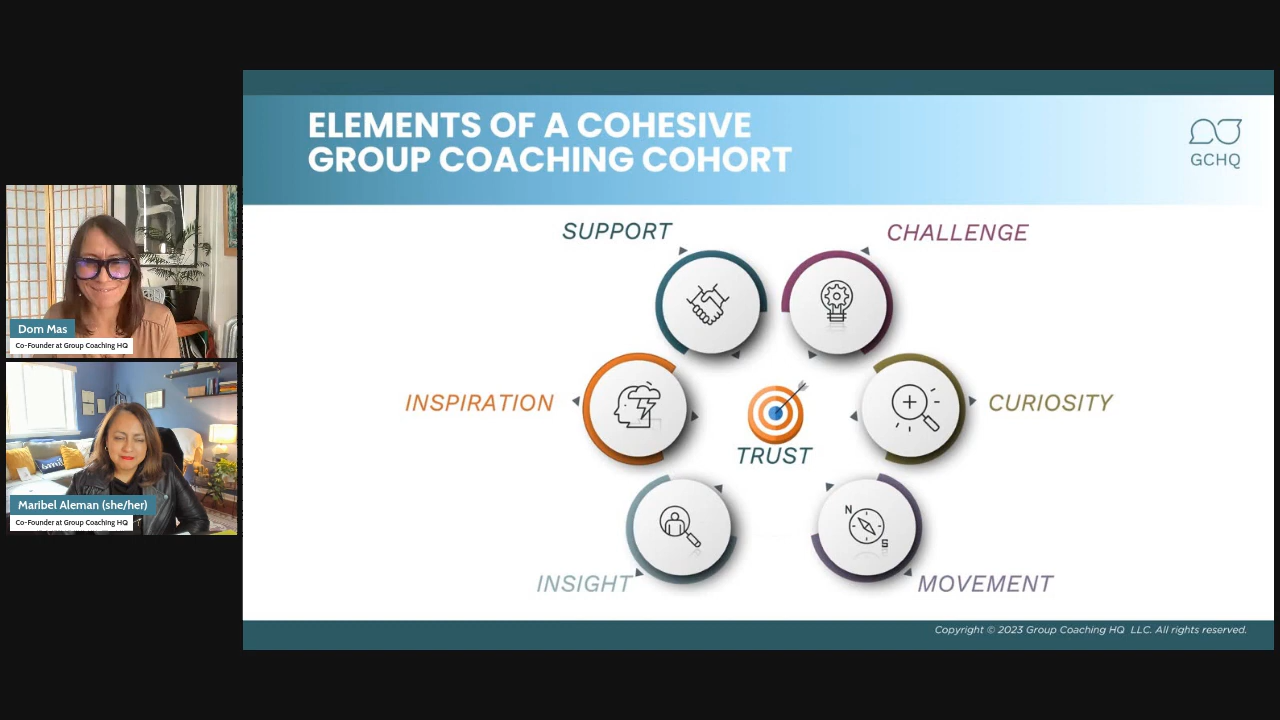 ELEMENTS OF A COHESIVE
GROUP COACHING COHORT
GCHQ
SUPPORT
CHALLENGE
INSPIRATION
CURIOSITY
TRUST
N
S
INSIGHT
MOVEMENT
Copyright © 2023 Group Coaching HQ LLC. All rights reserved.
Dom Mas
Co-Founder at Group Coaching HQ
Maribel Aleman (she/her)
Co-Founder at Group Coaching HQ